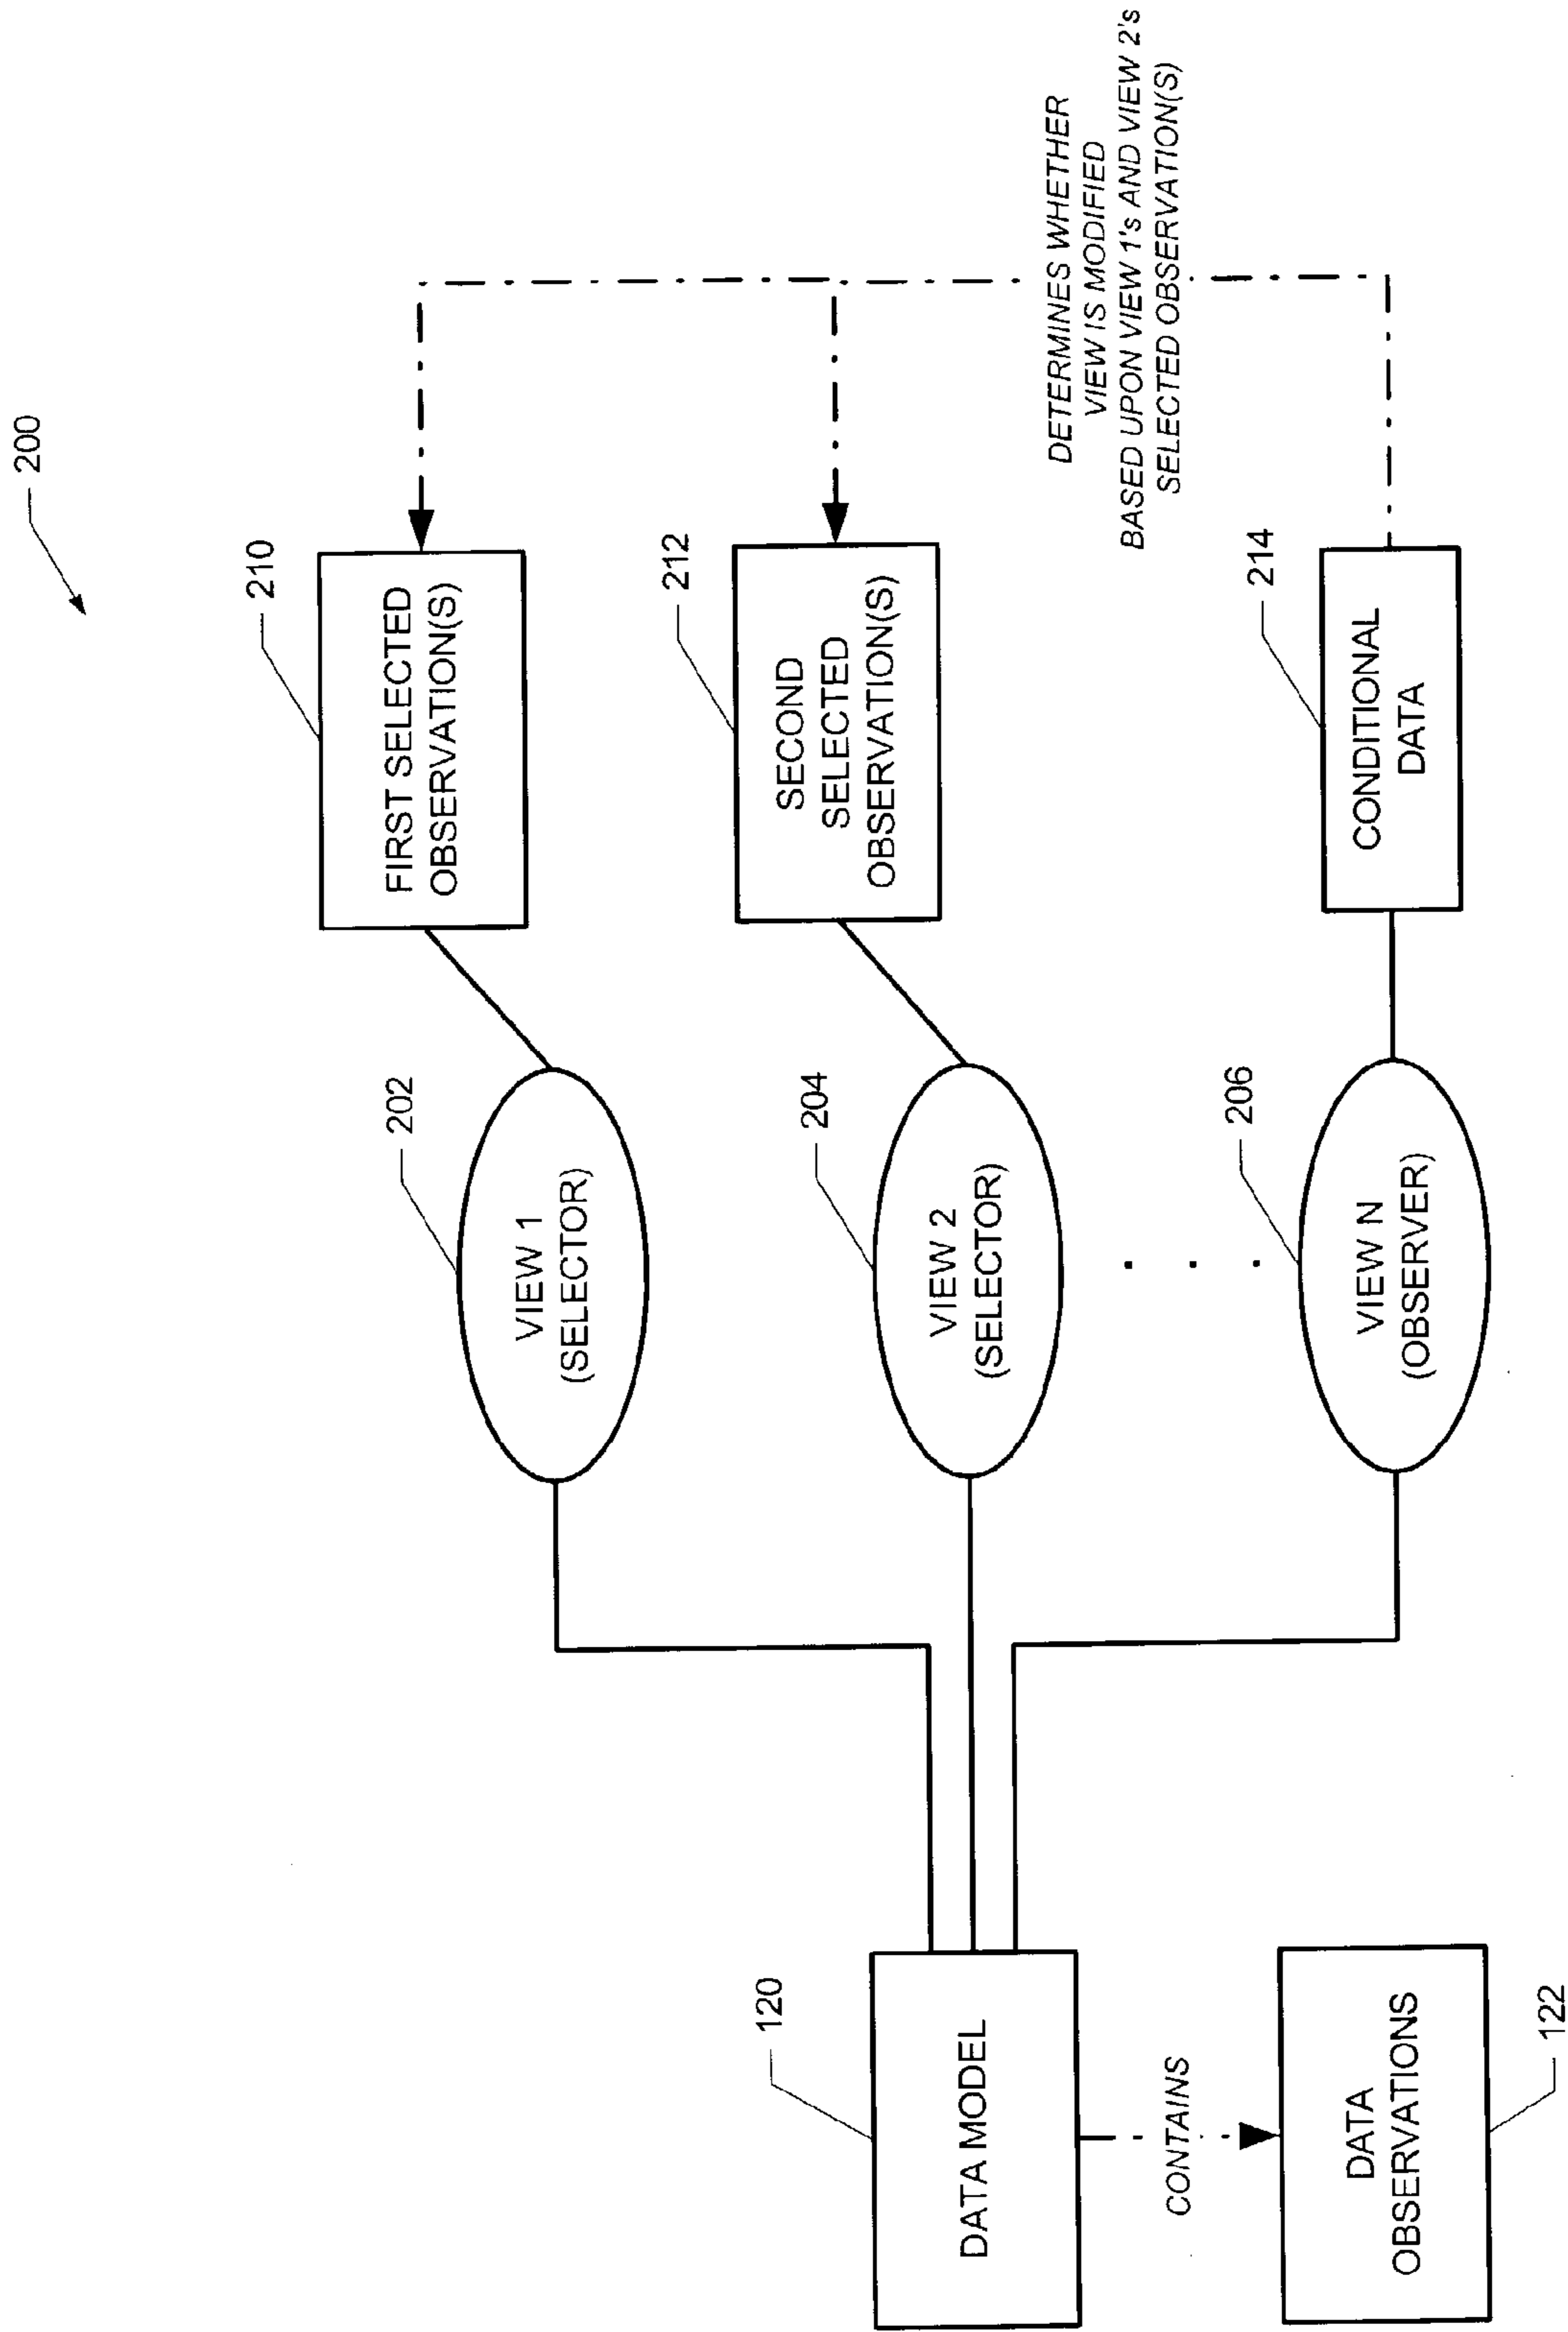 200
210
FIRST SELECTED
OBSERVATION(S)
202
VIEW 1
(SELECTOR)
212
SECOND
SELECTED
OBSERVATION(S)
204
VIEW 2
(SELECTOR)
120
DATA MODEL
CONTAINS
DATA
OBSERVATIONS
122
. . .
206
VIEW N
(OBSERVER)
214
CONDITIONAL
DATA
DETERMINES WHETHER
VIEW IS MODIFIED
BASED UPON VIEW 1's AND VIEW 2's
SELECTED OBSERVATION(S)